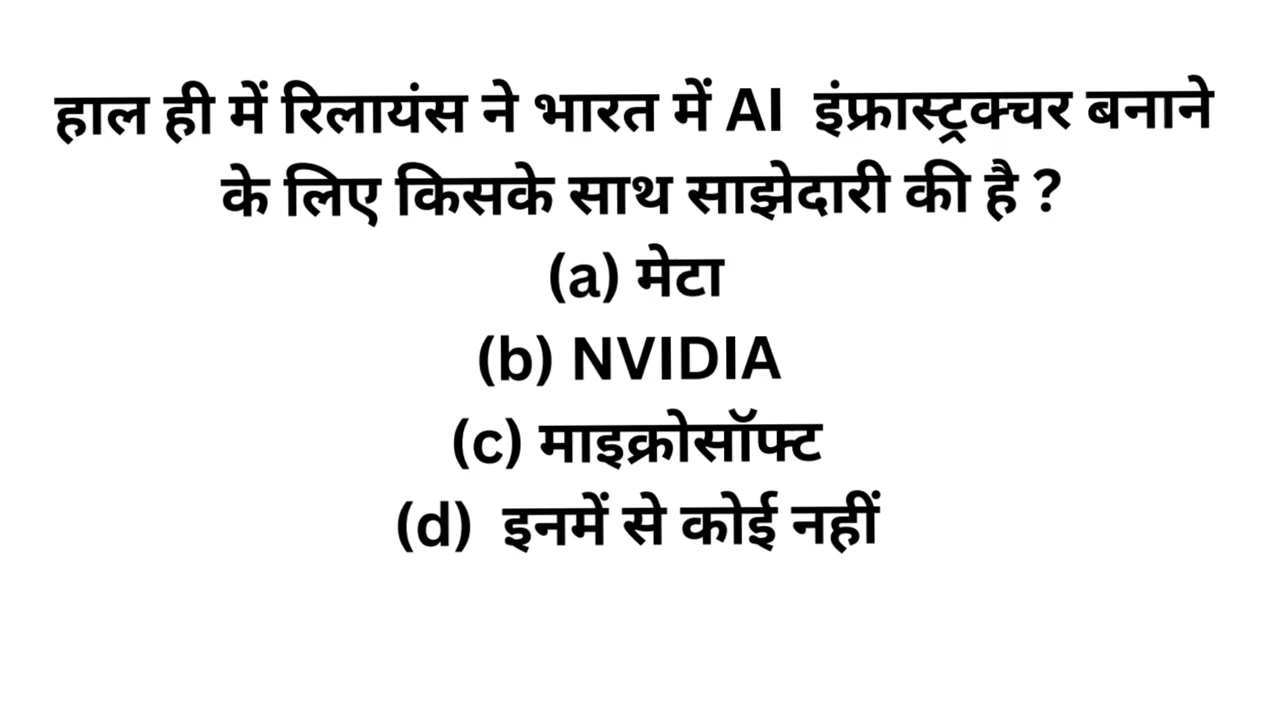 हाल ही में रिलायंस ने भारत में AI इंफ्रास्ट्रक्चर बनाने
के लिए किसके साथ साझेदारी की है ?
(a) मेटा
(b) NVIDIA
(c) माइक्रोसॉफ्ट
(d) इनमें से कोई नहीं